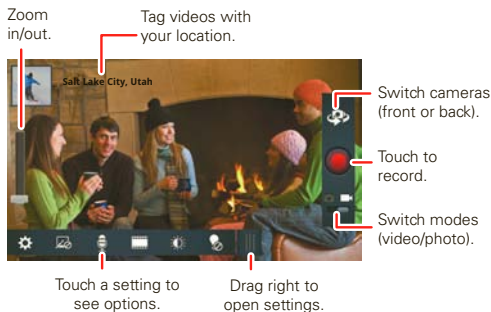 Zoom
in/out.
Tag videos with
your location.
Salt Lake City, Utah
Switch cameras
(front or back).
Touch to
record.
Switch modes
(video/photo).
Touch a setting to
see options.
Drag right to
open settings.